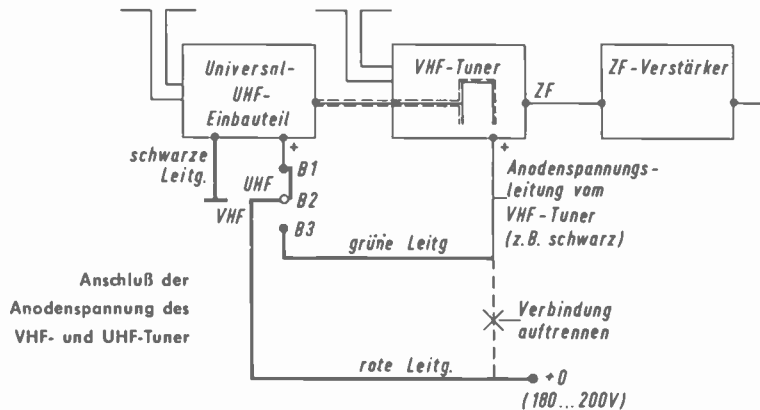 Universal-
UHF-
Einbauteil
VHF-Tuner
ZF
ZF-Verstärker
+
+
schwarze
Leitg.
VHF
UHF
B1
B2
B3
grüne Leitg
Anodenspannungs-
leitung vom
VHF-Tuner
(z.B. schwarz)
Anschluß der
Anodenspannung des
VHF- und UHF-Tuner
Verbindung
auftrennen
rote Leitg.
+0
(180...200V)